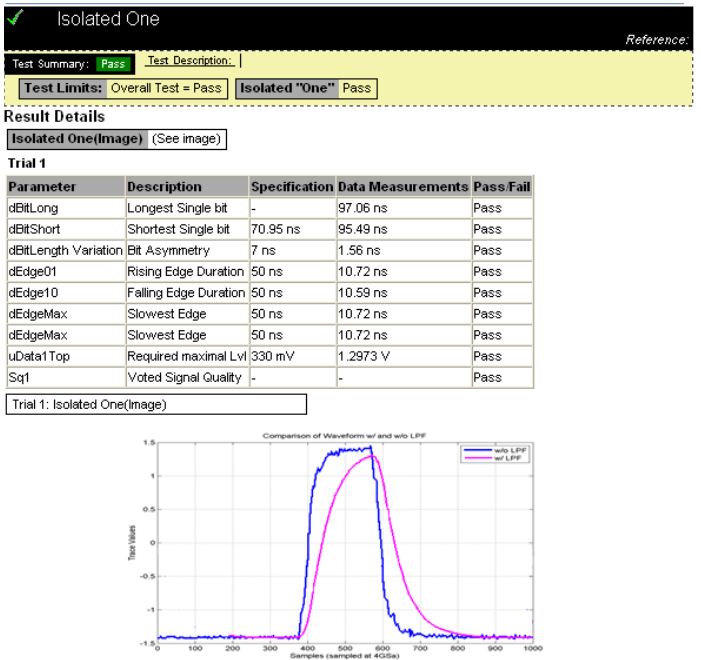 Isolated One
Reference:
Test Summary: Pass Test Description:
Test Limits: Overall Test = Pass Isolated "One" Pass
Result Details
Isolated One(Image) (See image)
Trial 1
Parameter Description Specification Data Measurements Pass/Fail
dBitLong Longest Single bit - 97.06 ns Pass
dBitShort Shortest Single bit 70.95 ns 95.49 ns Pass
dBitLength Variation Bit Asymmetry 7 ns 1.56 ns Pass
dEdge01 Rising Edge Duration 50 ns 10.72 ns Pass
dEdge10 Falling Edge Duration 50 ns 10.59 ns Pass
dEdgeMax Slowest Edge 50 ns 10.72 ns Pass
dEdgeMax Slowest Edge 50 ns 10.72 ns Pass
uData1Top Required maximal Lvl 330 mV 1.2973 V Pass
Sq1 Voted Signal Quality - - Pass
Trial 1: Isolated One(Image)
Comparison of Waveform w/ and w/o LPF
w/o LPF
w/ LPF
Trace Values
1.5
1
0.5
0
-0.5
-1
-1.5
0 100 200 300 400 500 600 700 800 900 1000
Samples (sampled at 4GSa)